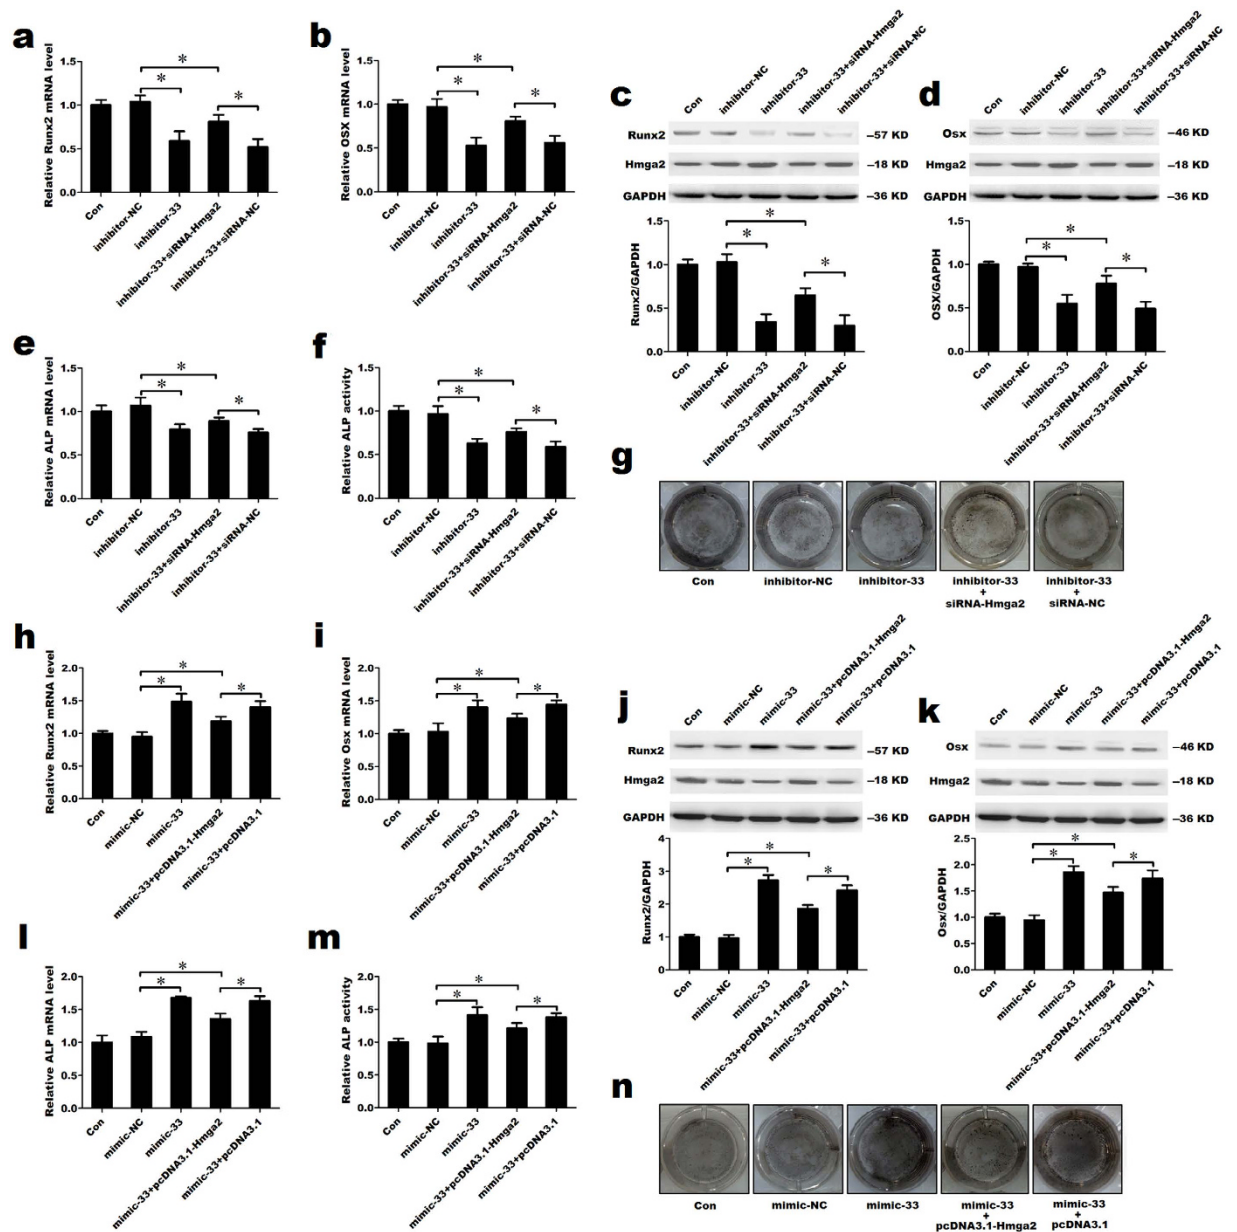 a
Relative Runx2 mRNA level
1.5
1.0
0.5
0.0
*
*
*
Con
inhibitor-NC
inhibitor-33
inhibitor-33+siRNA-Hmga2
inhibitor-33+siRNA-NC
b
Relative OSX mRNA level
1.5
1.0
0.5
0.0
*
*
*
Con
inhibitor-NC
inhibitor-33
inhibitor-33+siRNA-Hmga2
inhibitor-33+siRNA-NC
c
Con
inhibitor-NC
inhibitor-33
inhibitor-33+siRNA-Hmga2
inhibitor-33+siRNA-NC
Runx2 –57 KD
Hmga2 –18 KD
GAPDH –36 KD
Runx2/GAPDH
1.5
1.0
0.5
0.0
*
*
*
Con
inhibitor-NC
inhibitor-33
inhibitor-33+siRNA-Hmga2
inhibitor-33+siRNA-NC
d
Con
inhibitor-NC
inhibitor-33
inhibitor-33+siRNA-Hmga2
inhibitor-33+siRNA-NC
Osx –46 KD
Hmga2 –18 KD
GAPDH –36 KD
OSX/GAPDH
1.5
1.0
0.5
0.0
*
*
*
Con
inhibitor-NC
inhibitor-33
inhibitor-33+siRNA-Hmga2
inhibitor-33+siRNA-NC
e
Relative ALP mRNA level
1.5
1.0
0.5
0.0
*
*
*
Con
inhibitor-NC
inhibitor-33
inhibitor-33+siRNA-Hmga2
inhibitor-33+siRNA-NC
f
Relative ALP activity
1.5
1.0
0.5
0.0
*
*
*
Con
inhibitor-NC
inhibitor-33
inhibitor-33+siRNA-Hmga2
inhibitor-33+siRNA-NC
g
Con
inhibitor-NC
inhibitor-33
inhibitor-33
+
siRNA-Hmga2
inhibitor-33
+
siRNA-NC
h
Relative Runx2 mRNA level
2.0
1.5
1.0
0.5
0.0
*
*
*
Con
mimic-NC
mimic-33
mimic-33+pcDNA3.1-Hmga2
mimic-33+pcDNA3.1
i
Relative Osx mRNA level
2.0
1.5
1.0
0.5
0.0
*
*
*
Con
mimic-NC
mimic-33
mimic-33+pcDNA3.1-Hmga2
mimic-33+pcDNA3.1
j
Con
mimic-NC
mimic-33
mimic-33+pcDNA3.1-Hmga2
mimic-33+pcDNA3.1
Runx2 –57 KD
Hmga2 –18 KD
GAPDH –36 KD
Runx2/GAPDH
4
3
2
1
0
*
*
*
Con
mimic-NC
mimic-33
mimic-33+pcDNA3.1-Hmga2
mimic-33+pcDNA3.1
k
Con
mimic-NC
mimic-33
mimic-33+pcDNA3.1-Hmga2
mimic-33+pcDNA3.1
Osx –46 KD
Hmga2 –18 KD
GAPDH –36 KD
Osx/GAPDH
2.5
2.0
1.5
1.0
0.5
0.0
*
*
*
Con
mimic-NC
mimic-33
mimic-33+pcDNA3.1-Hmga2
mimic-33+pcDNA3.1
l
Relative ALP mRNA level
2.0
1.5
1.0
0.5
0.0
*
*
*
Con
mimic-NC
mimic-33
mimic-33+pcDNA3.1-Hmga2
mimic-33+pcDNA3.1
m
Relative ALP activity
2.0
1.5
1.0
0.5
0.0
*
*
*
Con
mimic-NC
mimic-33
mimic-33+pcDNA3.1-Hmga2
mimic-33+pcDNA3.1
n
Con
mimic-NC
mimic-33
mimic-33
+
pcDNA3.1-Hmga2
mimic-33
+
pcDNA3.1